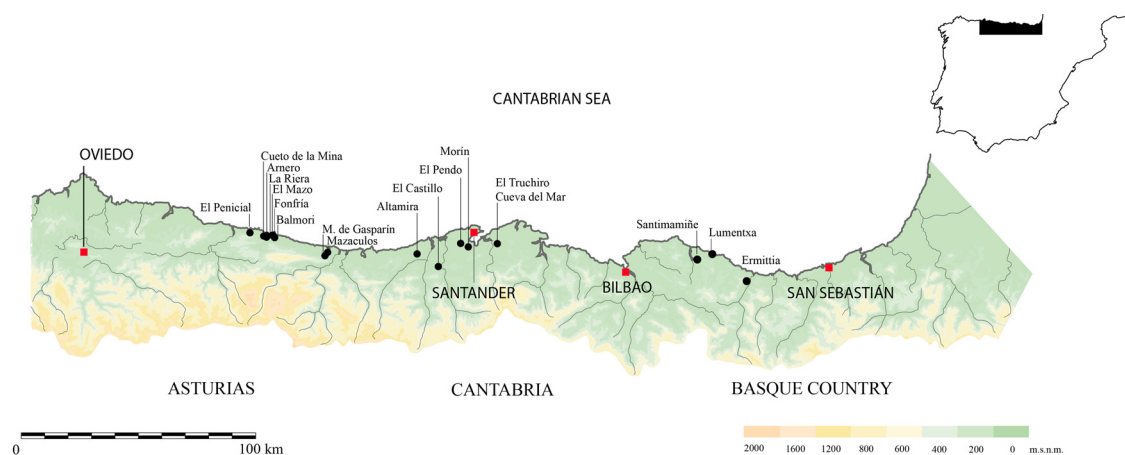 CANTABRIAN SEA
OVIEDO
Cueto de la Mina
Arnero
La Riera
El Mazo
Fonfría
Balmori
El Penicial
M. de Gasparín
Mazaculos
Altamira
El Castillo
El Pendo
Morín
El Truchiro
Cueva del Mar
Santimamiñe
Lumentxa
Ermittia
SANTANDER
BILBAO
SAN SEBASTIÁN
ASTURIAS
CANTABRIA
BASQUE COUNTRY
0 100 km
2000 1600 1200 800 600 400 200 0 m.s.n.m.